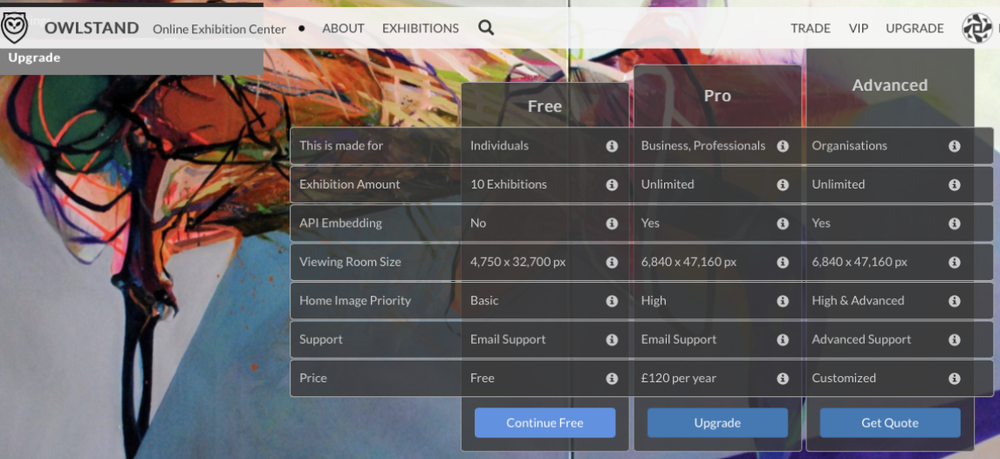 OWLSTAND Online Exhibition Center • ABOUT EXHIBITIONS TRADE VIP UPGRADE
Upgrade
Free Pro Advanced
This is made for Individuals Business, Professionals Organisations
Exhibition Amount 10 Exhibitions Unlimited Unlimited
API Embedding No Yes Yes
Viewing Room Size 4,750 x 32,700 px 6,840 x 47,160 px 6,840 x 47,160 px
Home Image Priority Basic High High & Advanced
Support Email Support Email Support Advanced Support
Price Free £120 per year Customized
Continue Free Upgrade Get Quote